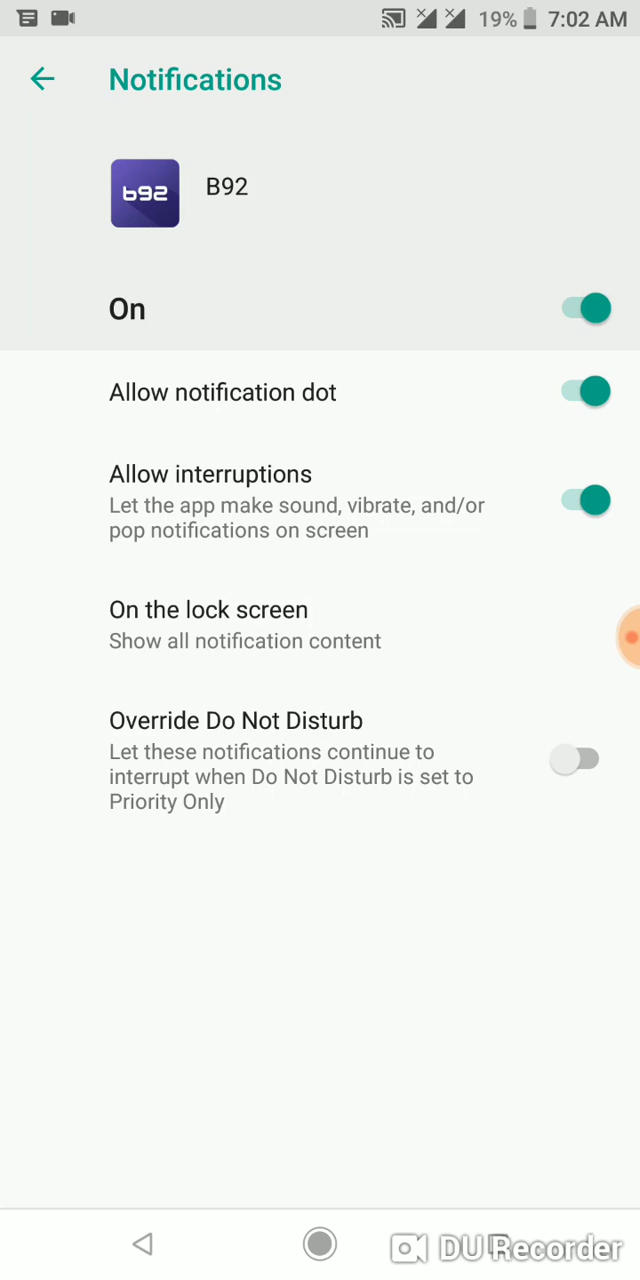 19% 7:02 AM
Notifications
b92
B92
On
Allow notification dot
Allow interruptions
Let the app make sound, vibrate, and/or
pop notifications on screen
On the lock screen
Show all notification content
Override Do Not Disturb
Let these notifications continue to
interrupt when Do Not Disturb is set to
Priority Only
DU Recorder